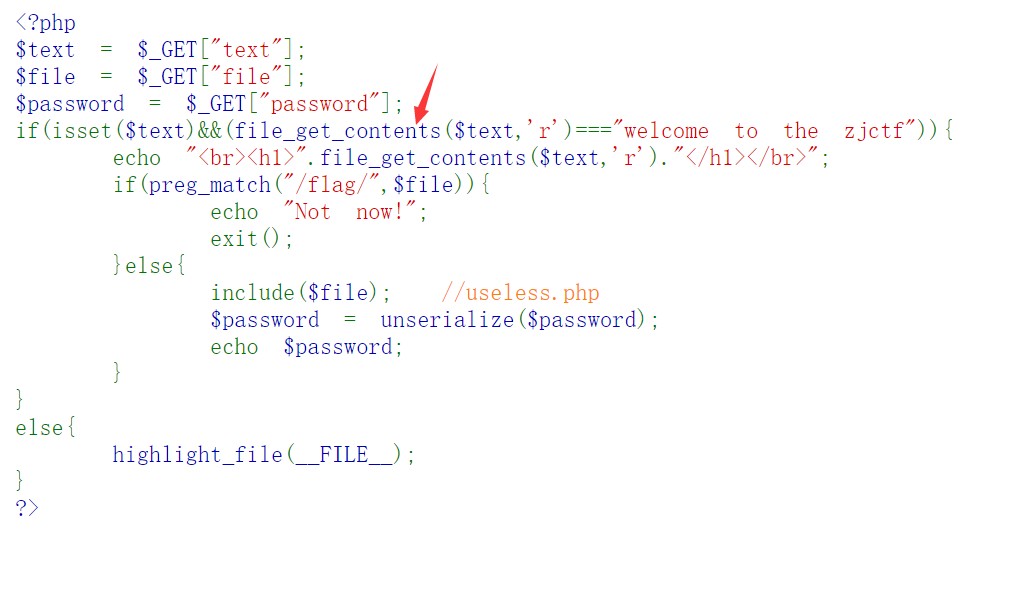 <?php
$text = $_GET["text"];
$file = $_GET["file"];
$password = $_GET["password"];
if(isset($text)&&(file_get_contents($text,'r')==="welcome to the zjctf")){
        echo "<br><h1>".file_get_contents($text,'r')."</h1></br>";
        if(preg_match("/flag/",$file)){
                echo "Not now!";
                exit();
        }else{
                include($file);  //useless.php
                $password = unserialize($password);
                echo $password;
        }
}
else{
        highlight_file(__FILE__);
}
?>